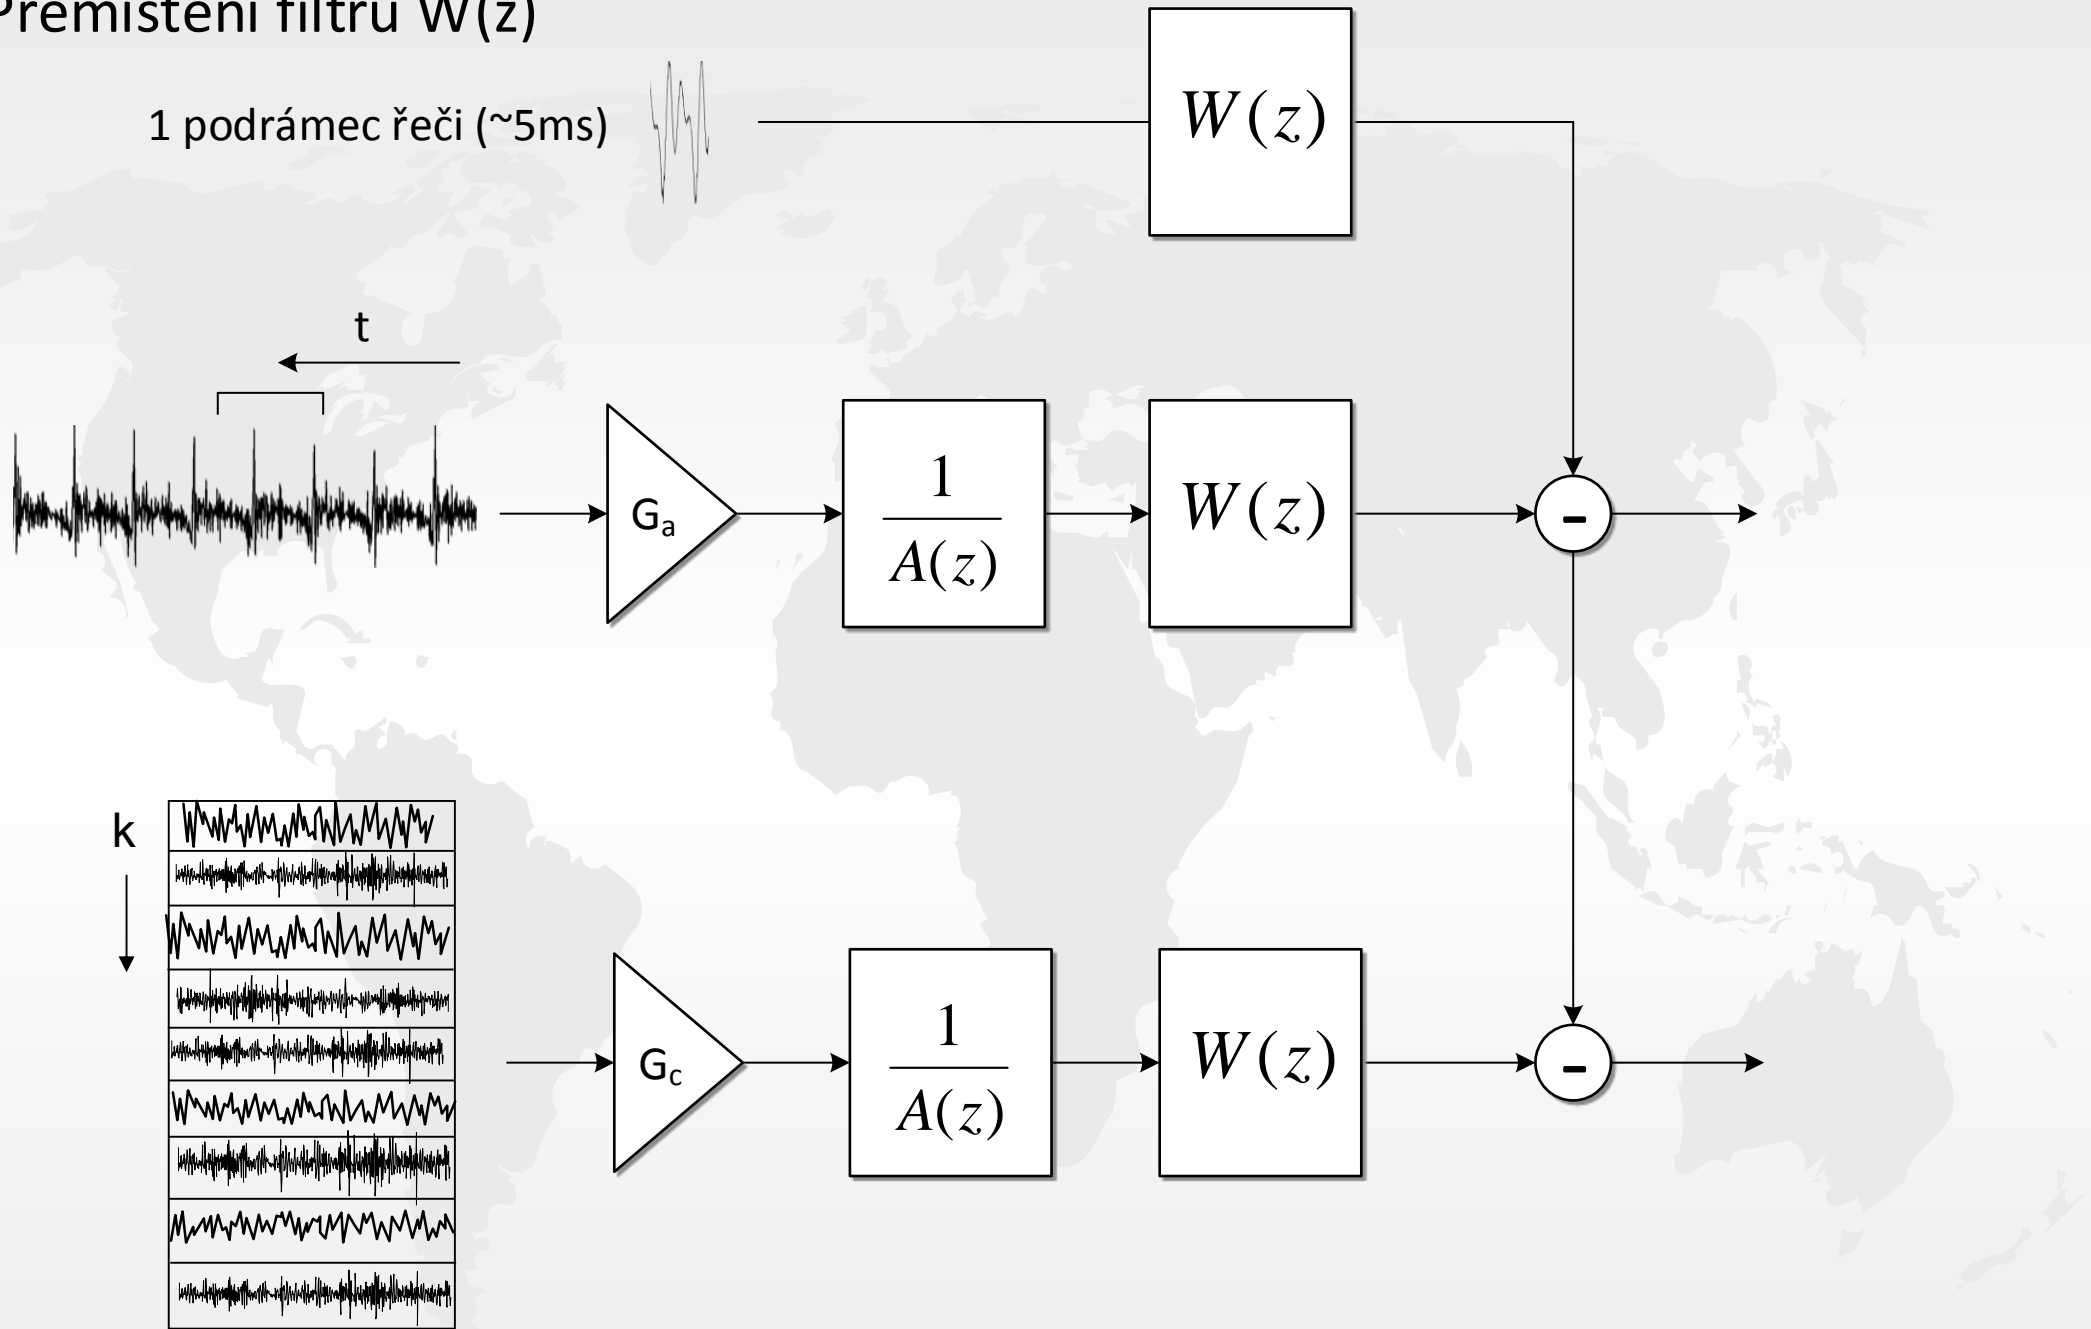 Přemístění filtru W(z)
1 podrámec řeči (~5ms)
W(z)
t
Ga
1
A(z)
W(z)
-
k
Gc
1
A(z)
W(z)
-